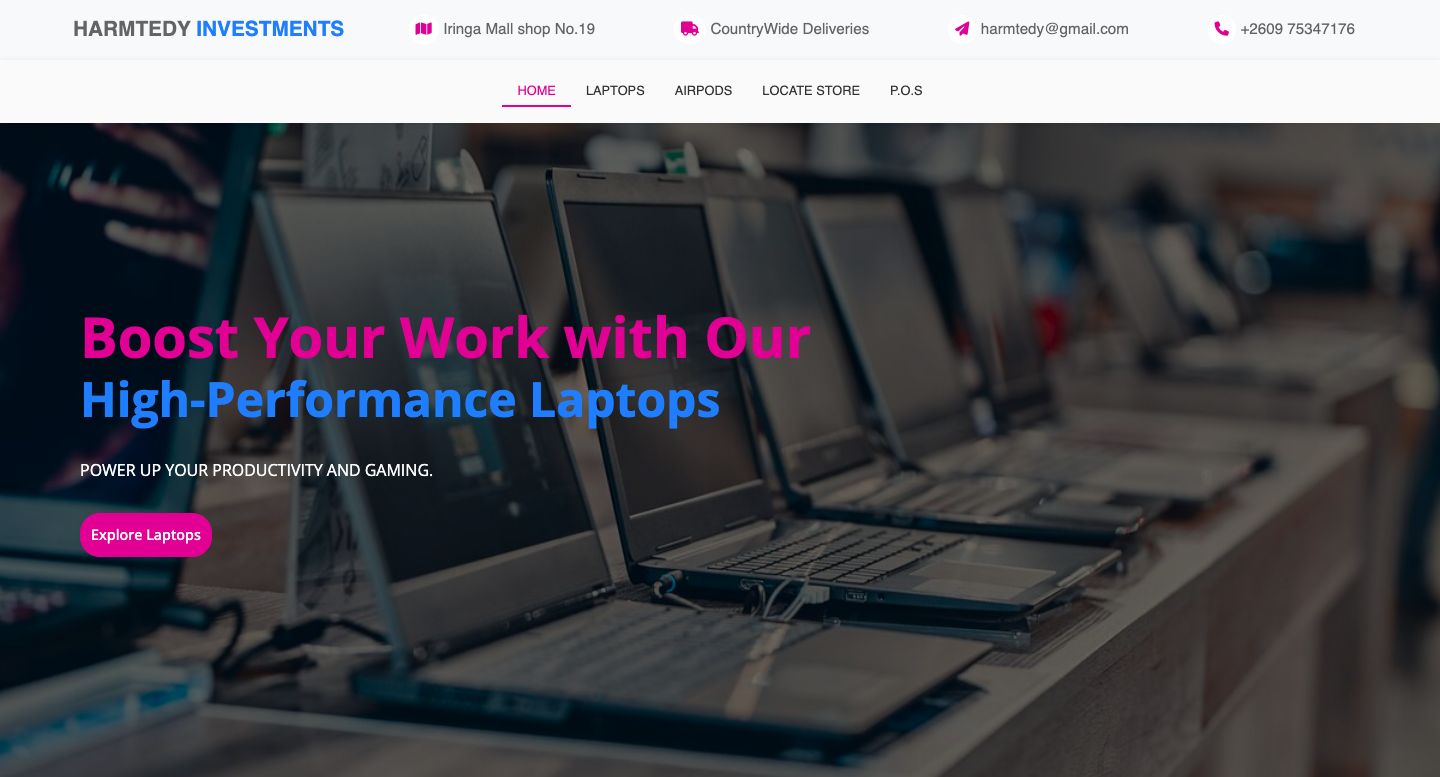 HARMTEDY INVESTMENTS
Iringa Mall shop No.19
CountryWide Deliveries
harmtedy@gmail.com
+2609 75347176
HOME LAPTOPS AIRPODS LOCATE STORE P.O.S
Boost Your Work with Our
High-Performance Laptops
POWER UP YOUR PRODUCTIVITY AND GAMING.
Explore Laptops